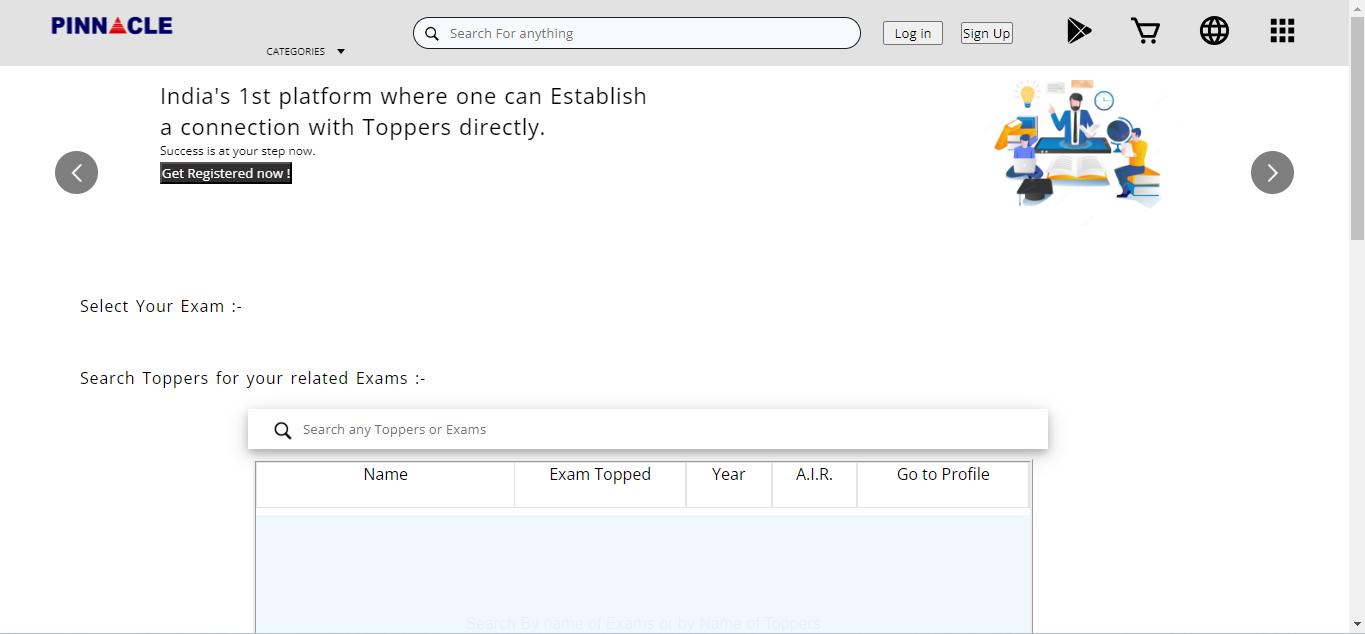 PINNACLE
CATEGORIES
Search For anything
Log in
Sign Up
India's 1st platform where one can Establish
a connection with Toppers directly.
Success is at your step now.
Get Registered now !
Select Your Exam :-
Search Toppers for your related Exams :-
Search any Toppers or Exams
Name Exam Topped Year A.I.R. Go to Profile
Search By name of Exams or by Name of Toppers